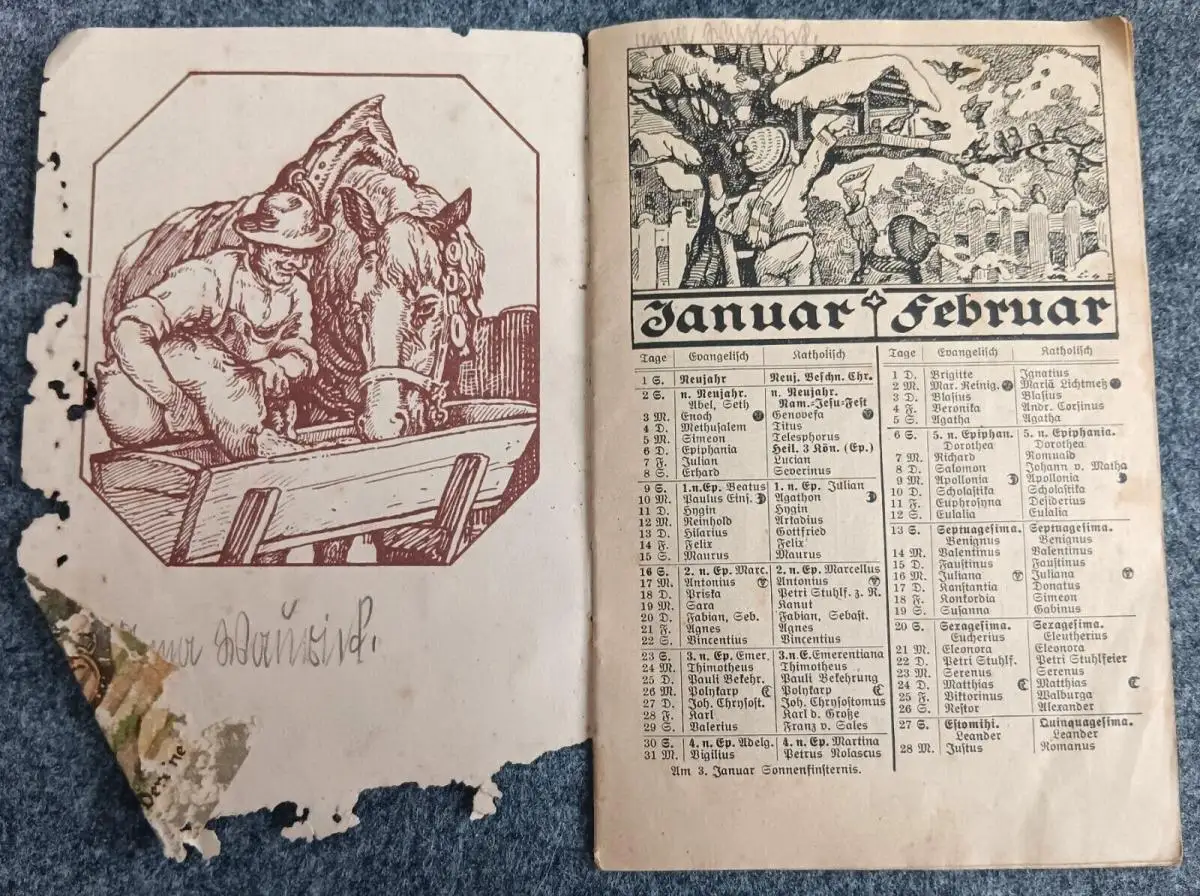 Waurick.
Januar Februar
Tage Evangelisch Katholisch
1 S. Neujahr Neuj. Beschn. Chr.
2 S. n. Neujahr. n. Neujahr.
Abel, Seth Nam.-Jesu-Fest
3 M. Enoch Genovefa
4 D. Methusalem Titus
5 M. Simeon Telesphorus
6 D. Epiphania Heil. 3 Kön. (Ep.)
7 F. Julian Lucian
8 S. Erhard Severinus
9 S. 1.n.Ep. Beatus 1. n. Ep. Julian
10 M. Paulus Eins. Agathon
11 D. Hygin Hygin
12 M. Reinhold Arkadius
13 D. Hilarius Gottfried
14 F. Felix Felix
15 S. Maurus Maurus
16 S. 2. n. Ep. Marc. 2. n. Ep. Marcellus
17 M. Antonius Antonius
18 D. Priska Petri Stuhlf. z. R.
19 M. Sara Kanut
20 D. Fabian, Seb. Fabian, Sebast.
21 F. Agnes Agnes
22 S. Vincentius Vincentius
23 S. 3. n. Ep. Emer. 3.n.E. Emerentiana
24 M. Timotheus Thimotheus
25 D. Pauli Bekehr. Pauli Bekehrung
26 M. Polykarp Polykarp
27 D. Joh. Chrysost. Joh. Chrysostomus
28 F. Karl Karl d. Große
29 S. Valerius Franz v. Sales
30 S. 4. n. Ep. Adelg. 4. n. Ep. Martina
31 M. Vigilius Petrus Nolascus
Am 3. Januar Sonnenfinsternis.
Tage Evangelisch Katholisch
1 D. Brigitte Ignatius
2 M. Mar. Reinig. Mariä Lichtmeß
3 D. Blasius Blasius
4 F. Veronika Andr. Corsinus
5 S. Agatha Agatha
6 S. 5. n. Epiphan. 5. n. Epiphania.
Dorothea Dorothea
7 M. Richard Romuald
8 D. Salomon Johann v. Matha
9 M. Apollonia Apollonia
10 D. Scholastika Scholastika
11 F. Euphrosyna Desiderius
12 S. Eulalia Eulalia
13 S. Septuagesima. Septuagesima.
Benignus Benignus
14 M. Valentinus Valentinus
15 D. Faustinus Faustinus
16 M. Juliana Juliana
17 D. Konstantia Donatus
18 F. Konkordia Simeon
19 S. Susanna Gabinus
20 S. Sexagesima. Sexagesima.
Eucherius Eleutherius
21 M. Eleonora Eleonora
22 D. Petri Stuhlf. Petri Stuhlfeier
23 M. Serenus Serenus
24 D. Matthias Matthias
25 F. Viktorinus Walburga
26 S. Nestor Alexander
27 S. Estomihi. Quinquagesima.
Leander Leander
28 M. Justus Romanus